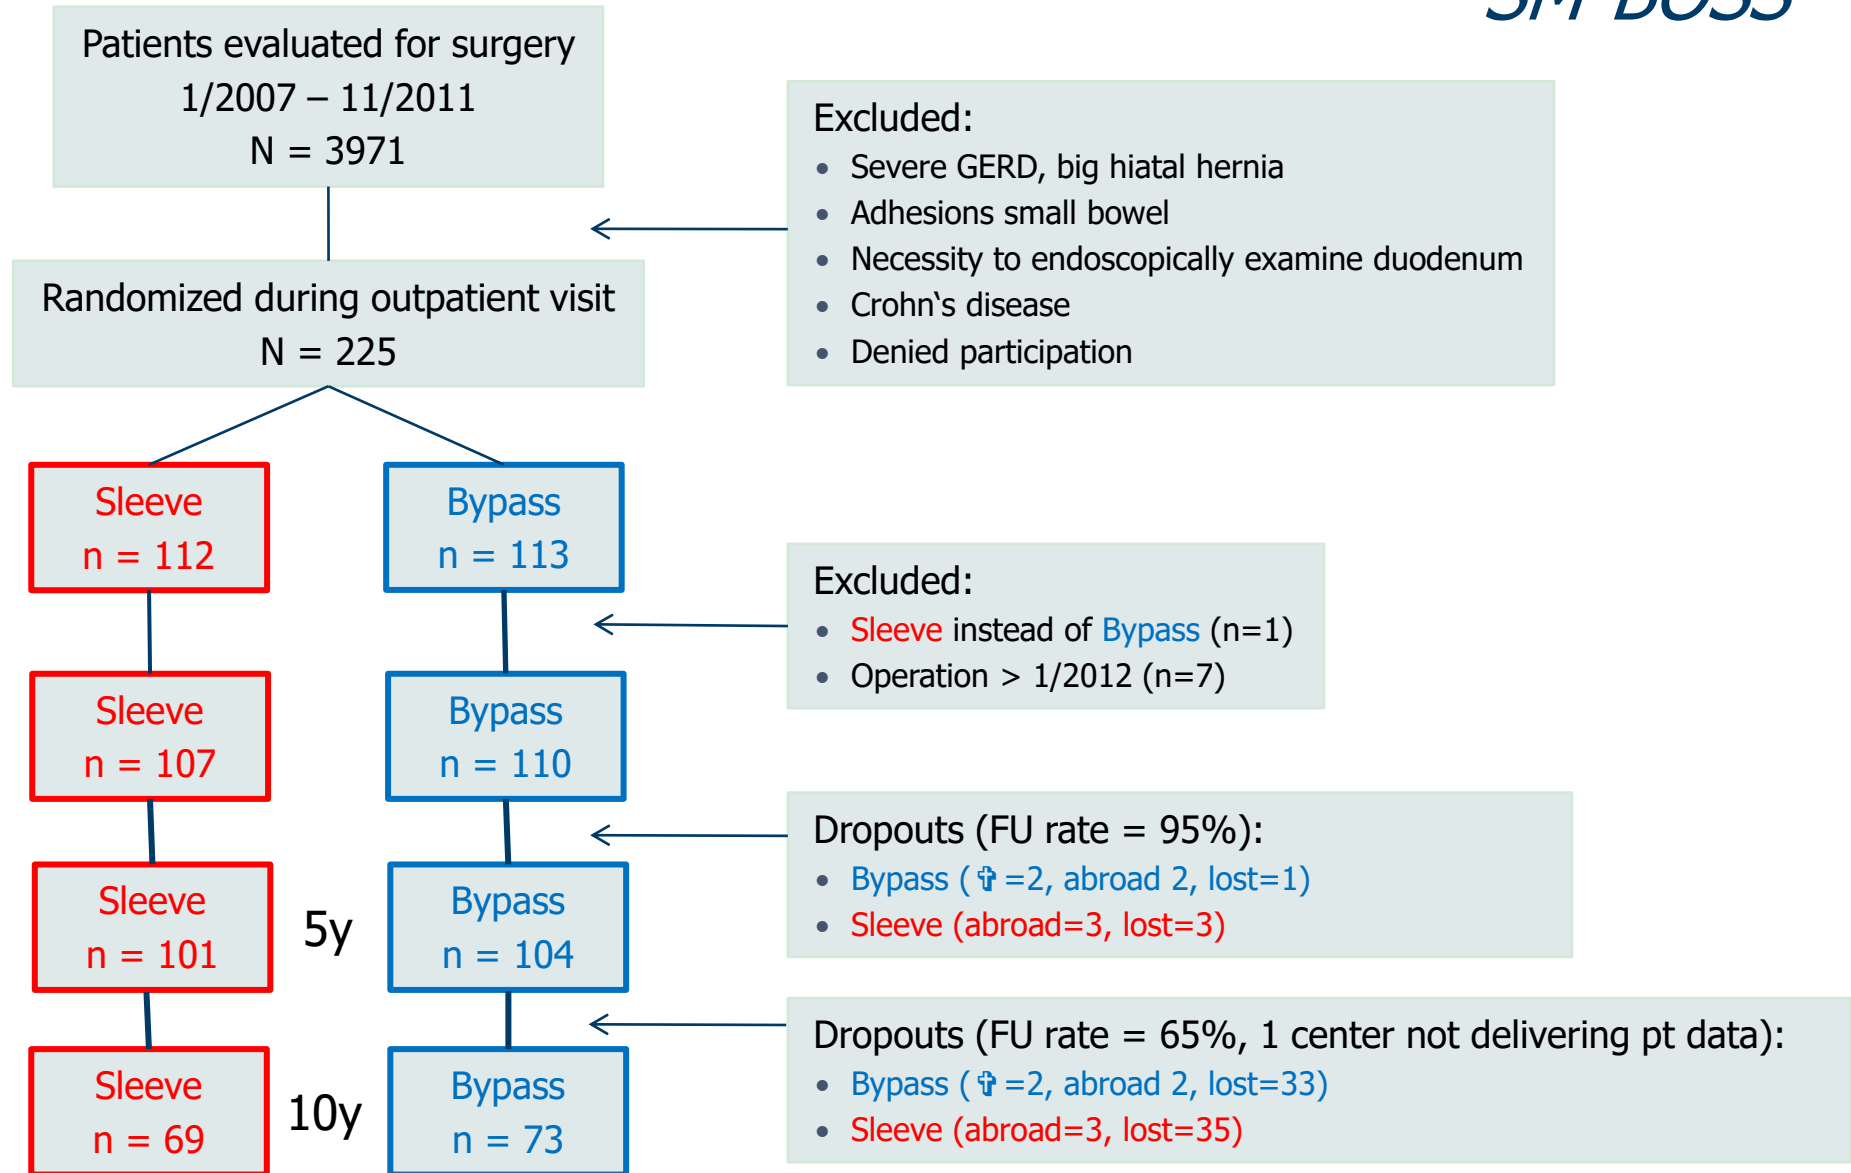 SM-BOSS
Patients evaluated for surgery
1/2007 – 11/2011
N = 3971
Excluded:
• Severe GERD, big hiatal hernia
• Adhesions small bowel
• Necessity to endoscopically examine duodenum
• Crohn‘s disease
• Denied participation
Randomized during outpatient visit
N = 225
Sleeve
n = 112
Bypass
n = 113
Excluded:
• Sleeve instead of Bypass (n=1)
• Operation > 1/2012 (n=7)
Sleeve
n = 107
Bypass
n = 110
Dropouts (FU rate = 95%):
• Bypass ( ✞ =2, abroad 2, lost=1)
• Sleeve (abroad=3, lost=3)
Sleeve
n = 101
5y
Bypass
n = 104
Dropouts (FU rate = 65%, 1 center not delivering pt data):
• Bypass ( ✞ =2, abroad 2, lost=33)
• Sleeve (abroad=3, lost=35)
Sleeve
n = 69
10y
Bypass
n = 73